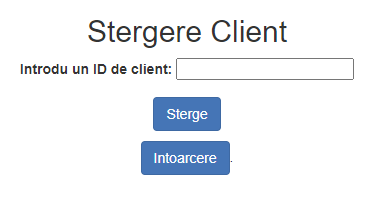 Stergere Client
Introdu un ID de client:
Sterge
Intoarcere.